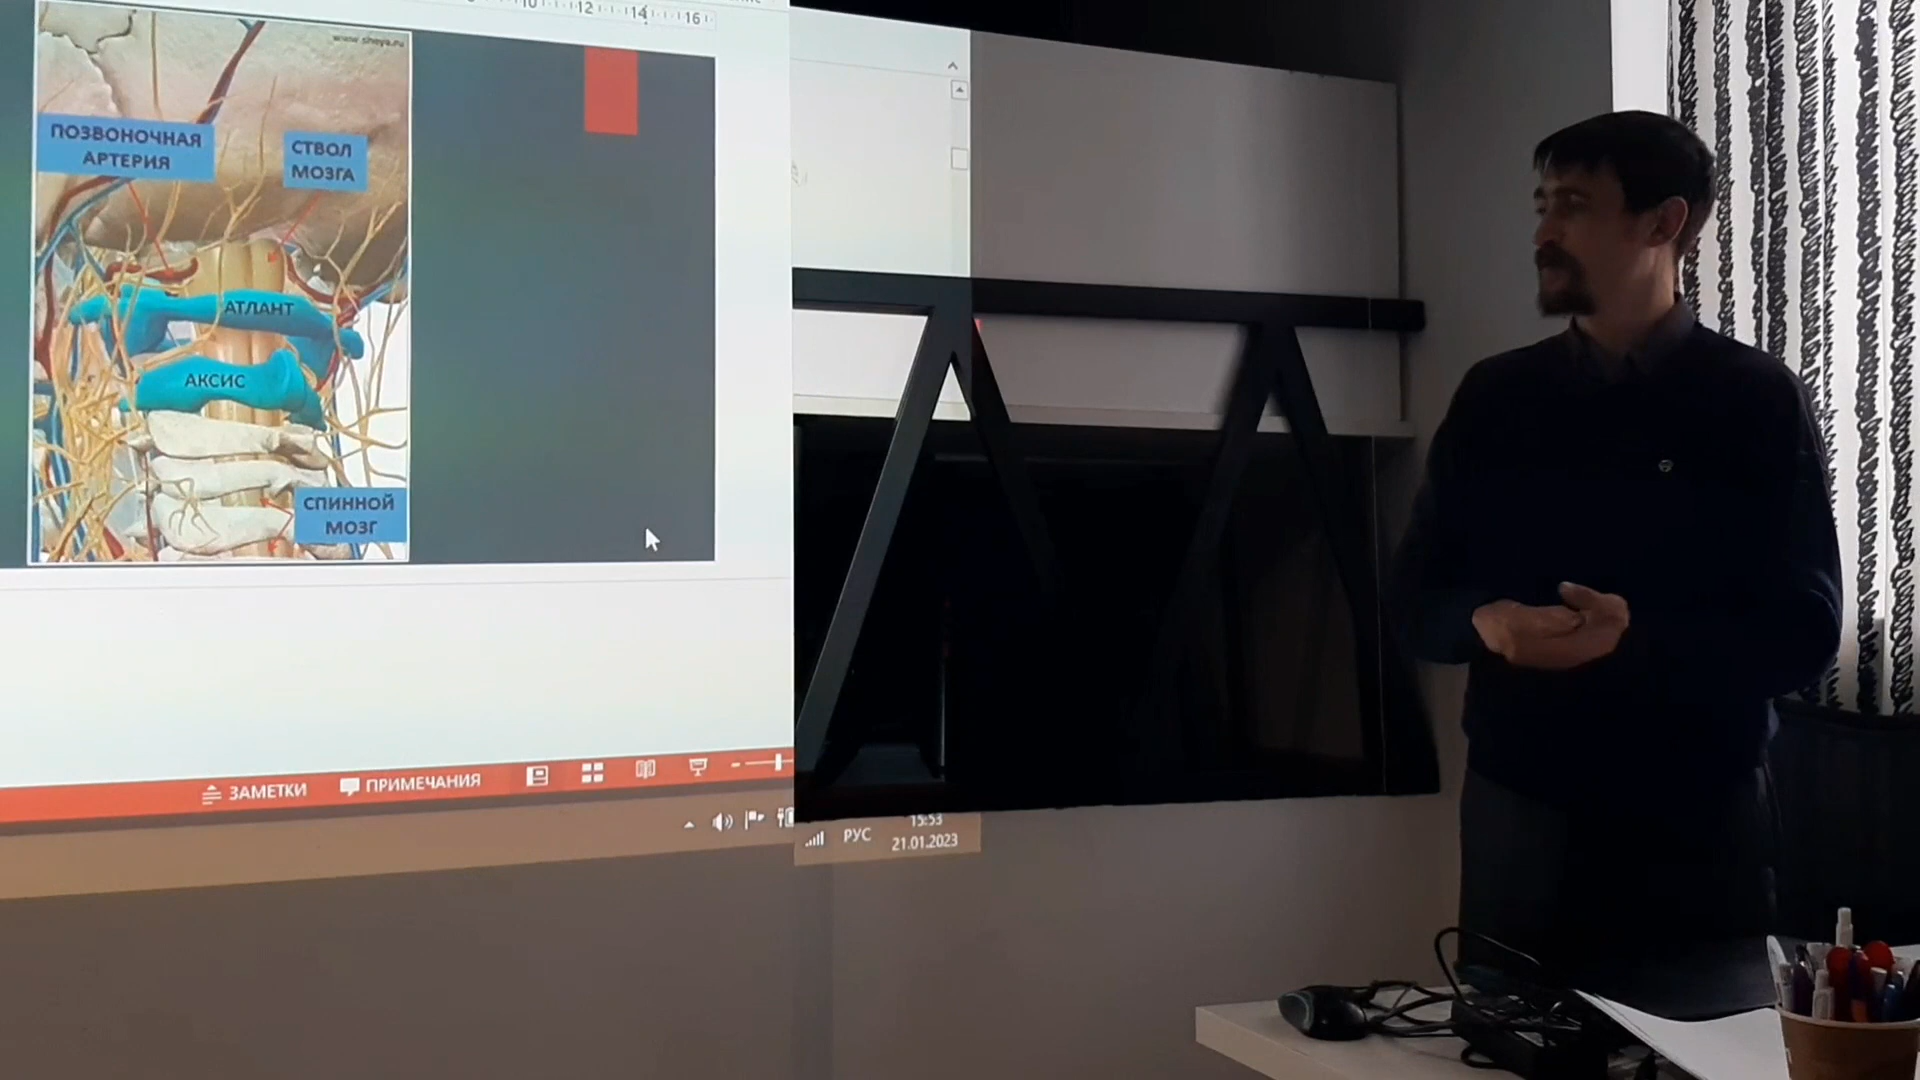 10 12 14 16
www.sheya.ru
ПОЗВОНОЧНАЯ
АРТЕРИЯ
СТВОЛ
МОЗГА
АТЛАНТ
АКСИС
СПИННОЙ
МОЗГ
ЗАМЕТКИ
ПРИМЕЧАНИЯ
РУС
15:53
21.01.2023